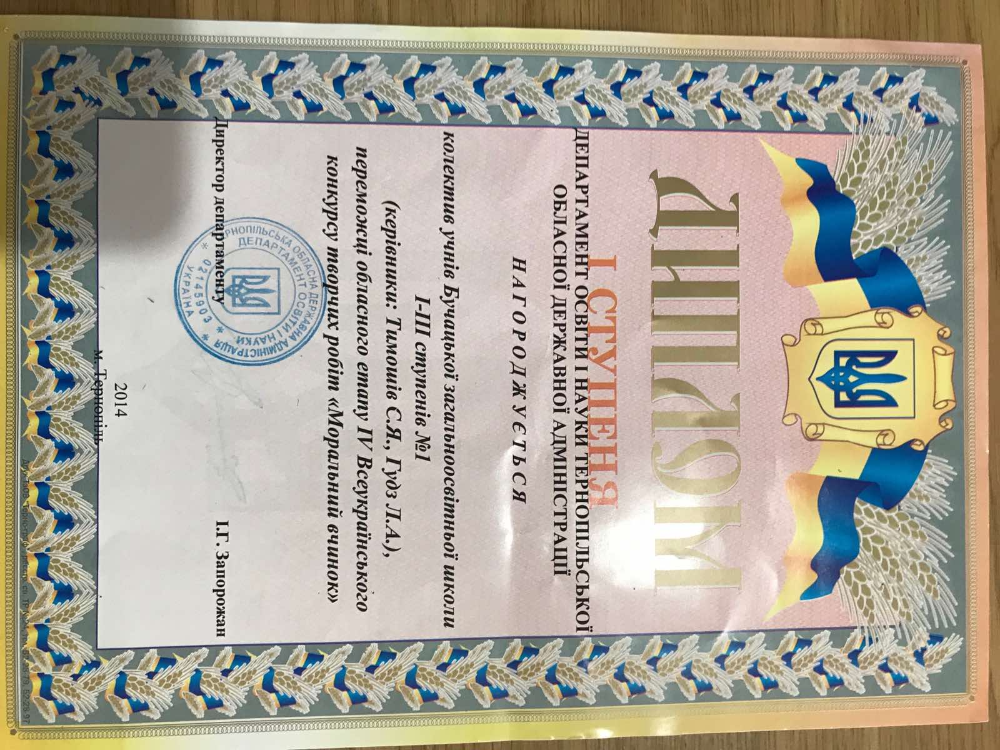 ДИПЛОМ
І СТУПЕНЯ
ДЕПАРТАМЕНТ ОСВІТИ І НАУКИ ТЕРНОПІЛЬСЬКОЇ
ОБЛАСНОЇ ДЕРЖАВНОЇ АДМІНІСТРАЦІЇ
НАГОРОДЖУЄТЬСЯ
колектив учнів Бучацької загальноосвітньої школи
І-ІІІ ступенів №1
(керівники: Тимошів С.Я., Гудз Л.А.),
переможці обласного етапу IV Всеукраїнського
конкурсу творчих робіт «Моральний вчинок»
Директор департаменту І.Г. Запорожан
ТЕРНОПІЛЬСЬКА ОБЛАСНА ДЕРЖАВНА АДМІНІСТРАЦІЯ
ДЕПАРТАМЕНТ ОСВІТИ І НАУКИ
* 02145903 *
УКРАЇНА
2014
м. Тернопіль